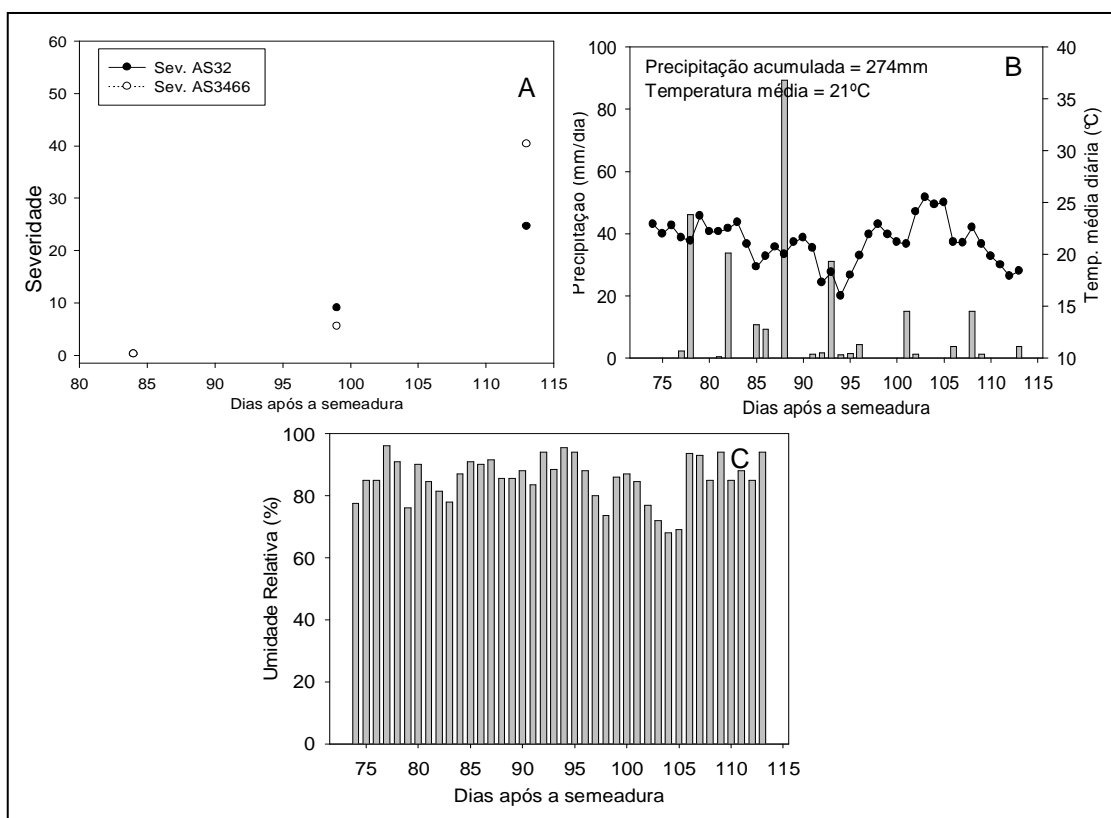 A
Sev. AS32
Sev. AS3466
Severidade
60
50
40
30
20
10
0
80 85 90 95 100 105 110 115
Dias após a semeadura
B
Precipitação acumulada = 274mm
Temperatura média = 21ºC
Precipitaçao (mm/dia)
100
80
60
40
20
0
Temp. média diária (°C)
40
35
30
25
20
15
10
75 80 85 90 95 100 105 110 115
Dias após a semeadura
C
Umidade Relativa (%)
100
80
60
40
20
0
75 80 85 90 95 100 105 110 115
Dias após a semeadura